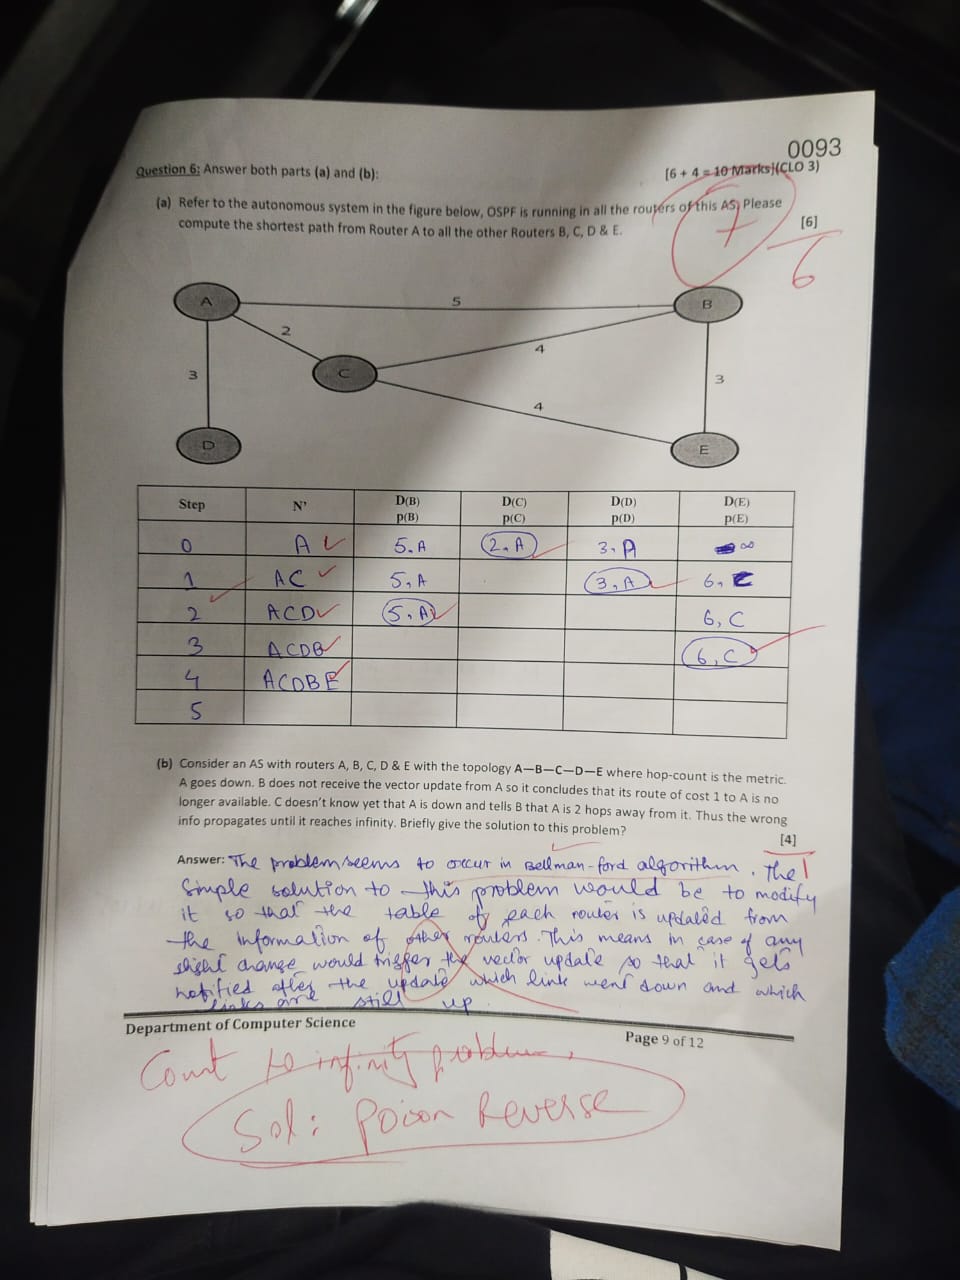 0093
Question 6: Answer both parts (a) and (b):
[6 + 4 = 10 Marks](CLO 3)
(a) Refer to the autonomous system in the figure below, OSPF is running in all the routers of this AS. Please
compute the shortest path from Router A to all the other Routers B, C, D & E.
[6]
7
6
A
5
B
2
4
C
3
3
4
D
E
Step N' D(B) D(C) D(D) D(E)
p(B) p(C) p(D) p(E)
0 A 5, A 2, A 3, A ∞
1 AC 5, A 3, A 6, C
2 ACD 5, A 6, C
3 ACDB 6, C
4 ACDBE
5
(b) Consider an AS with routers A, B, C, D & E with the topology A—B—C—D—E where hop-count is the metric.
A goes down. B does not receive the vector update from A so it concludes that its route of cost 1 to A is no
longer available. C doesn't know yet that A is down and tells B that A is 2 hops away from it. Thus the wrong
info propagates until it reaches infinity. Briefly give the solution to this problem?
[4]
1
Answer: The problem seems to occur in Bellman-ford algorithm. The
simple solution to this problem would be to modify
it so that the table of each router is updated from
the information of other routers. This means in case of any
slight change would trigger the vector update so that it gets
notified after the update which link went down and which
links are still up.
Department of Computer Science
Page 9 of 12
Count to infinity problem,
Sol: Poison Reverse